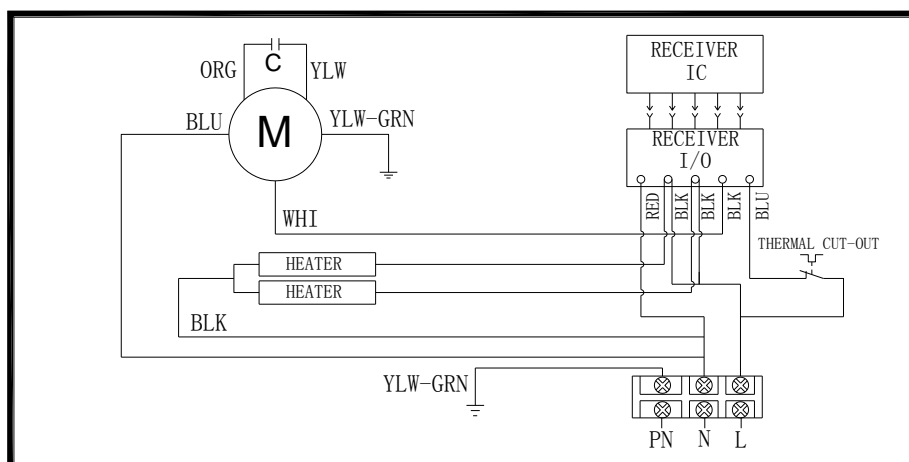 ORG
C
YLW
BLU
M
YLW-GRN
WHI
RECEIVER
IC
RECEIVER
I/O
RED
BLK
BLK
BLK
BLU
THERMAL CUT-OUT
HEATER
HEATER
BLK
YLW-GRN
PN N L